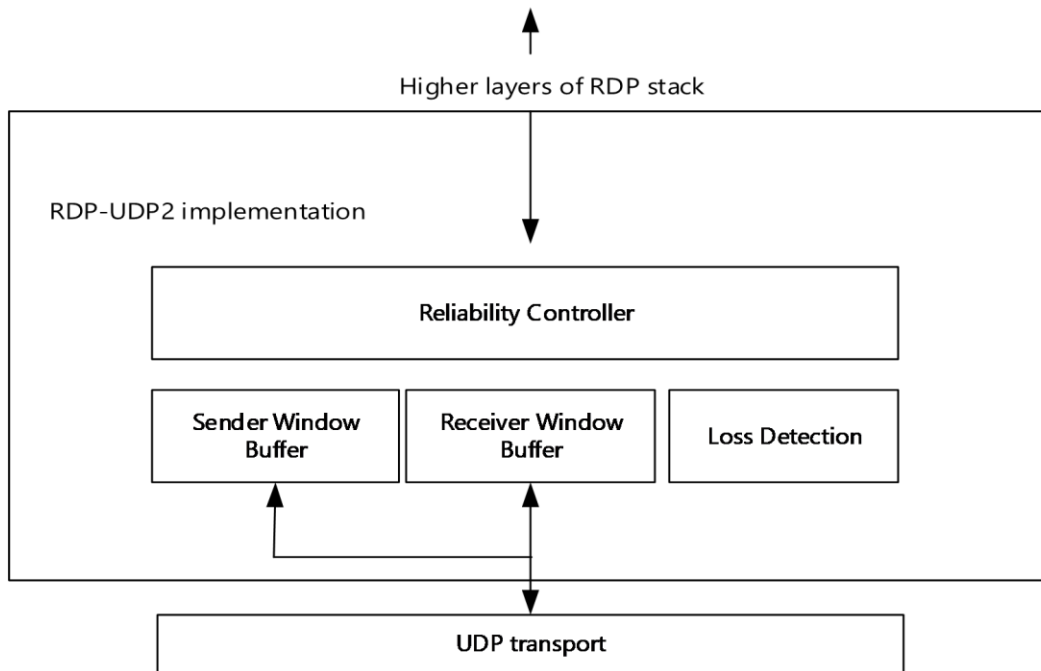 Higher layers of RDP stack
RDP-UDP2 implementation
Reliability Controller
Sender Window
Buffer
Receiver Window
Buffer
Loss Detection
UDP transport